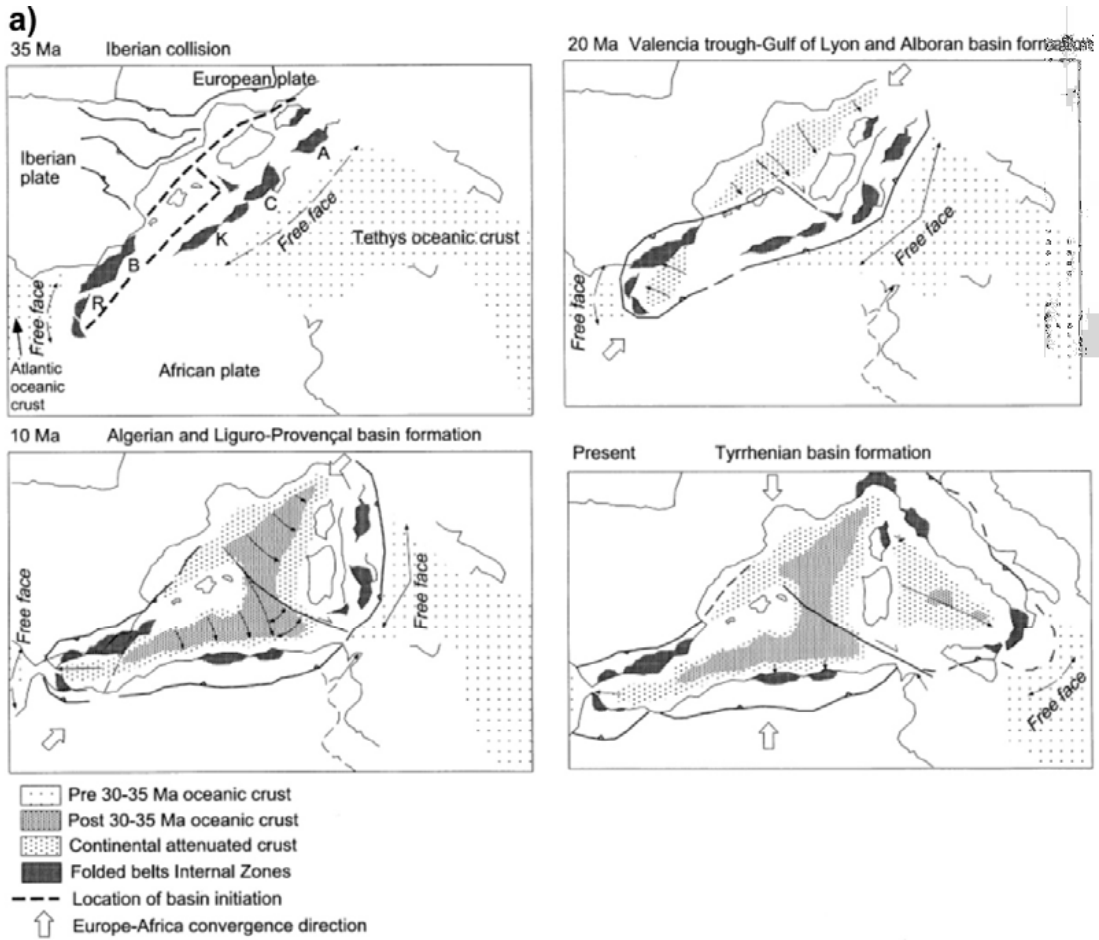 a)
35 Ma Iberian collision
European plate
Iberian plate
A
C
K
B
R
Free face
Tethys oceanic crust
Free face
Atlantic oceanic crust
African plate
20 Ma Valencia trough-Gulf of Lyon and Alboran basin formation
Free face
Free face
10 Ma Algerian and Liguro-Provençal basin formation
Free face
Free face
Present Tyrrhenian basin formation
Free face
Pre 30-35 Ma oceanic crust
Post 30-35 Ma oceanic crust
Continental attenuated crust
Folded belts Internal Zones
Location of basin initiation
Europe-Africa convergence direction